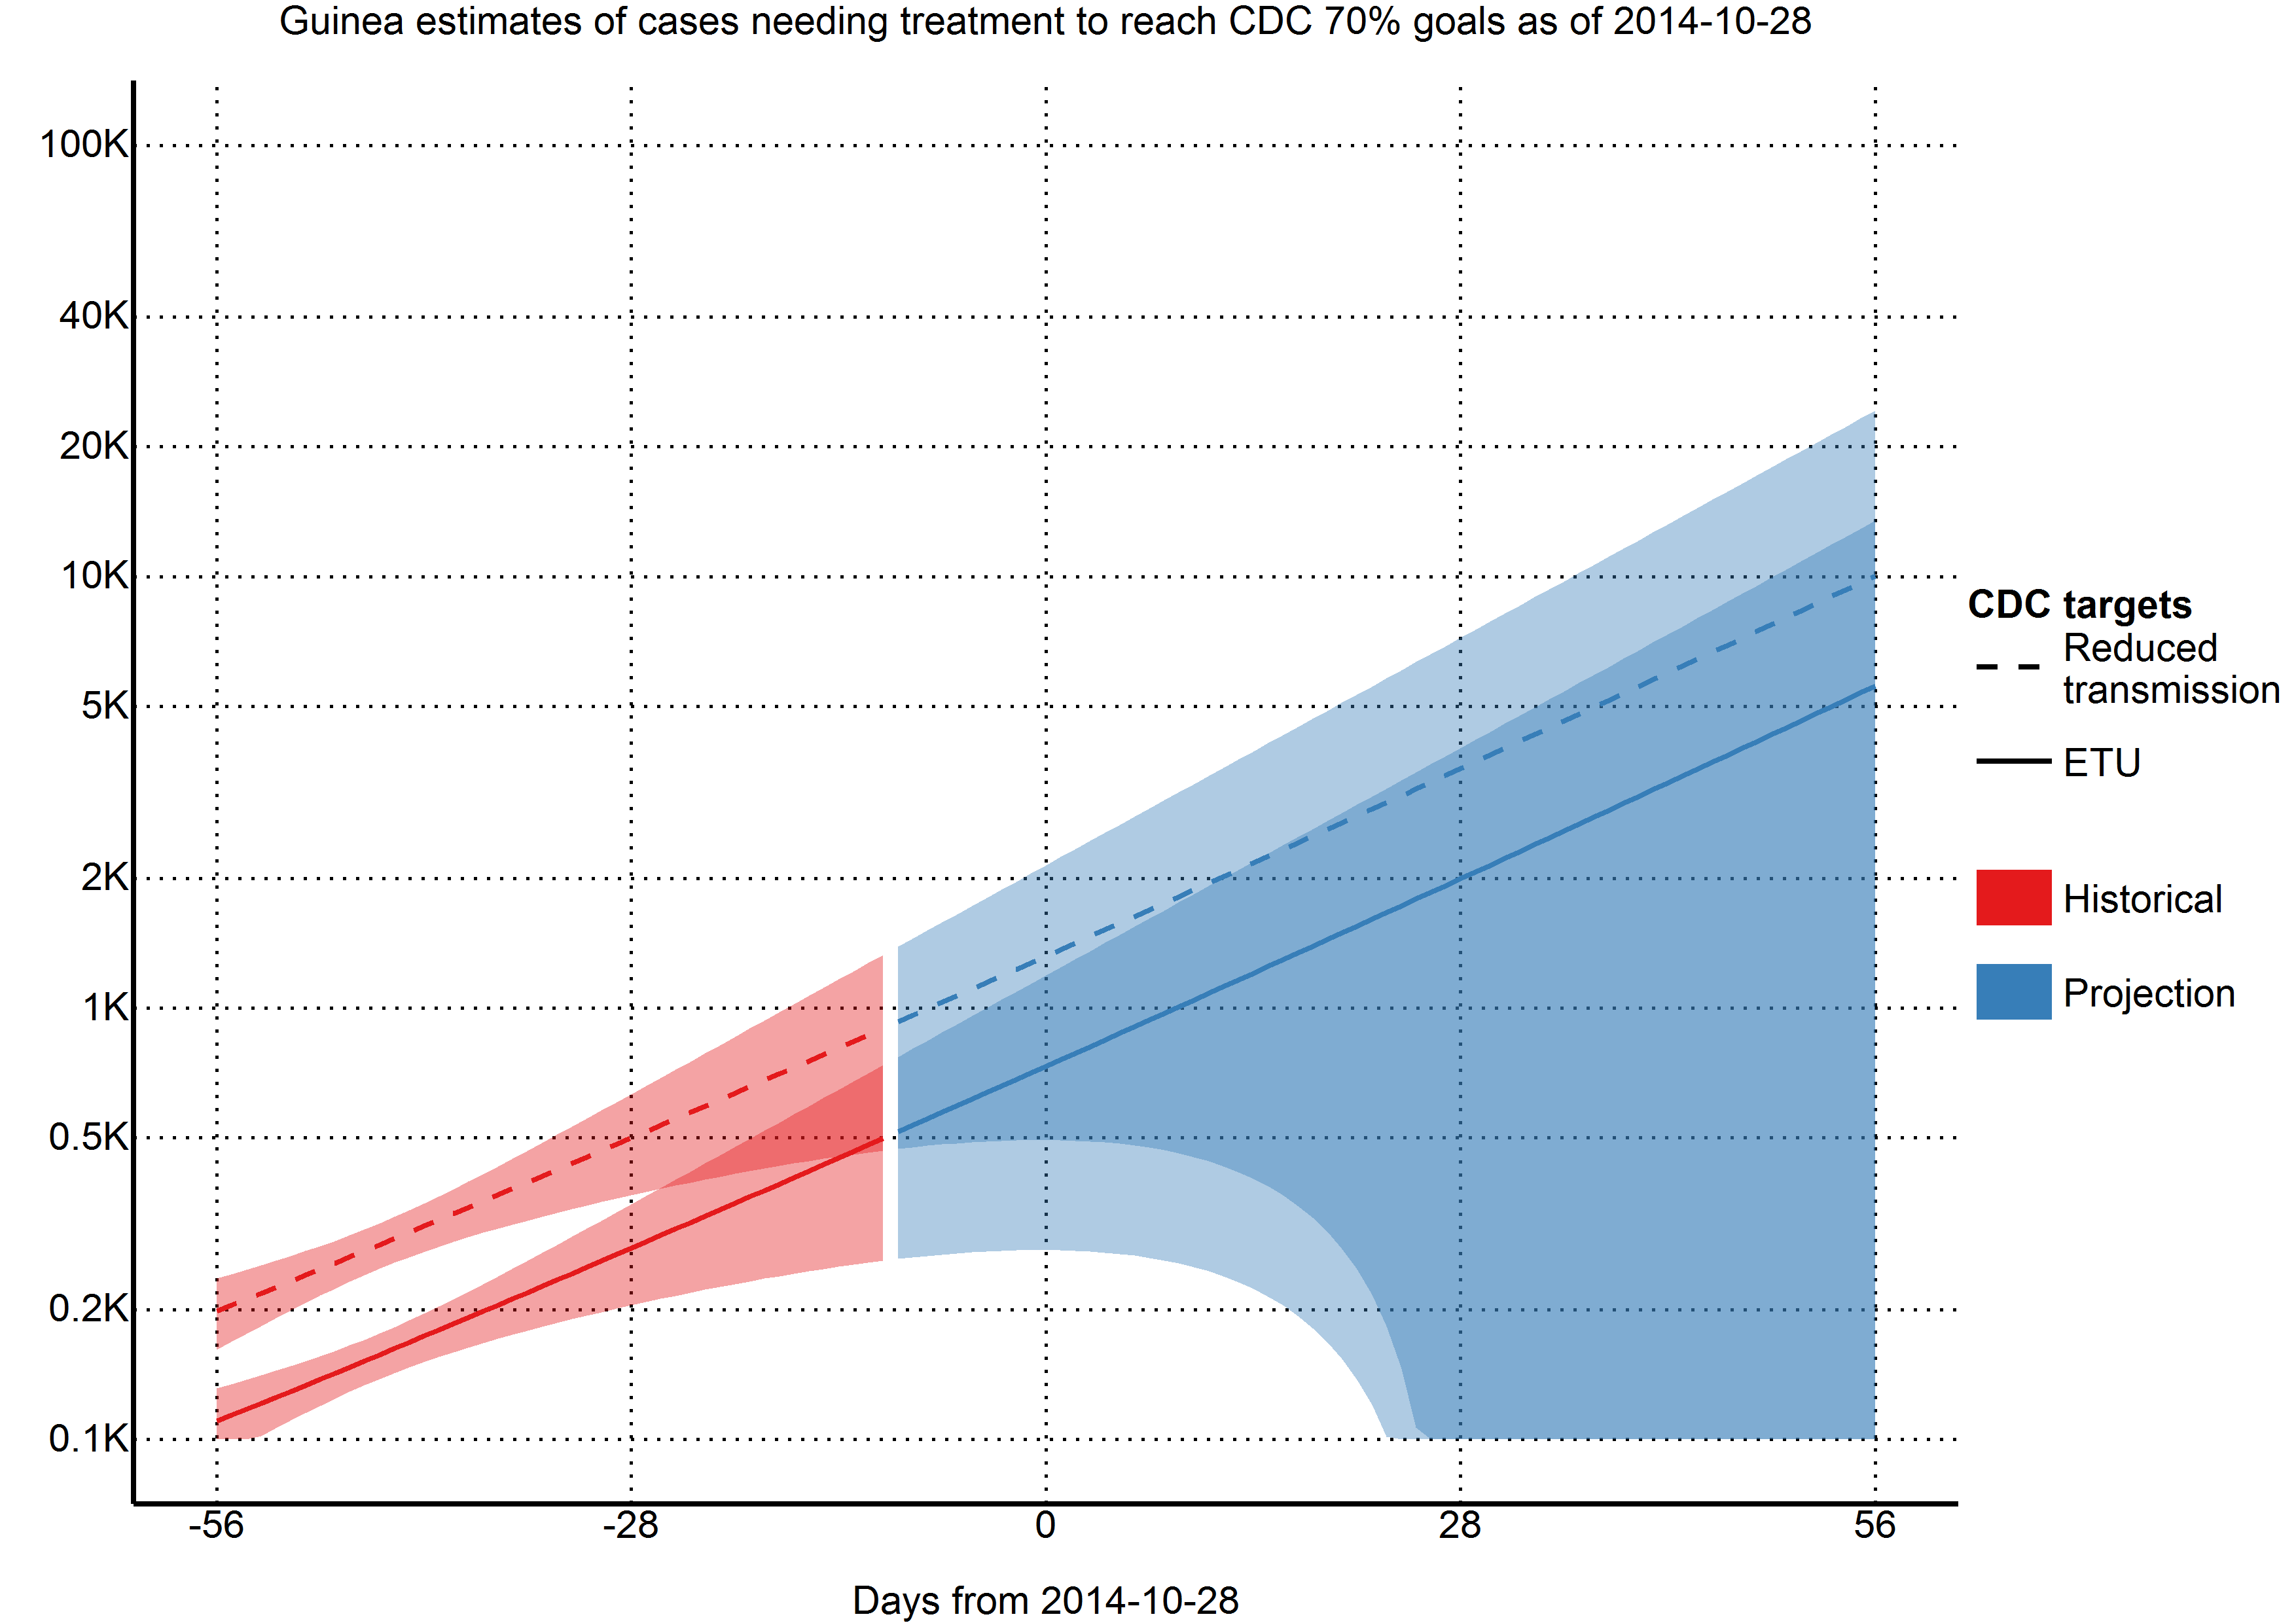 Guinea estimates of cases needing treatment to reach CDC 70% goals as of 2014-10-28
100K
40K
20K
10K
5K
2K
1K
0.5K
0.2K
0.1K
-56
-28
0
28
56
Days from 2014-10-28
CDC targets
Reduced
transmission
ETU
Historical
Projection